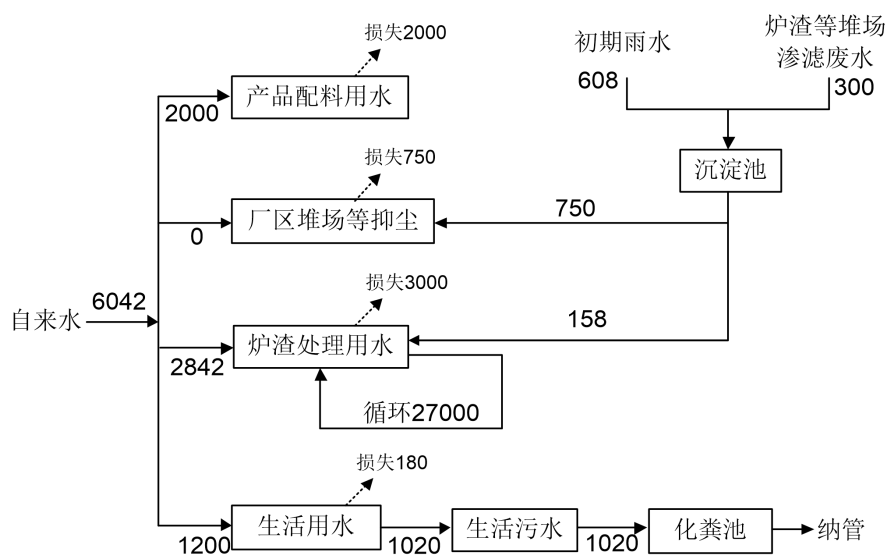 损失2000
产品配料用水
2000
初期雨水
608
炉渣等堆场
渗滤废水
300
沉淀池
损失750
厂区堆场等抑尘
0
750
自来水
6042
损失3000
炉渣处理用水
2842
158
循环27000
损失180
生活用水
1200
1020
生活污水
1020
化粪池
纳管